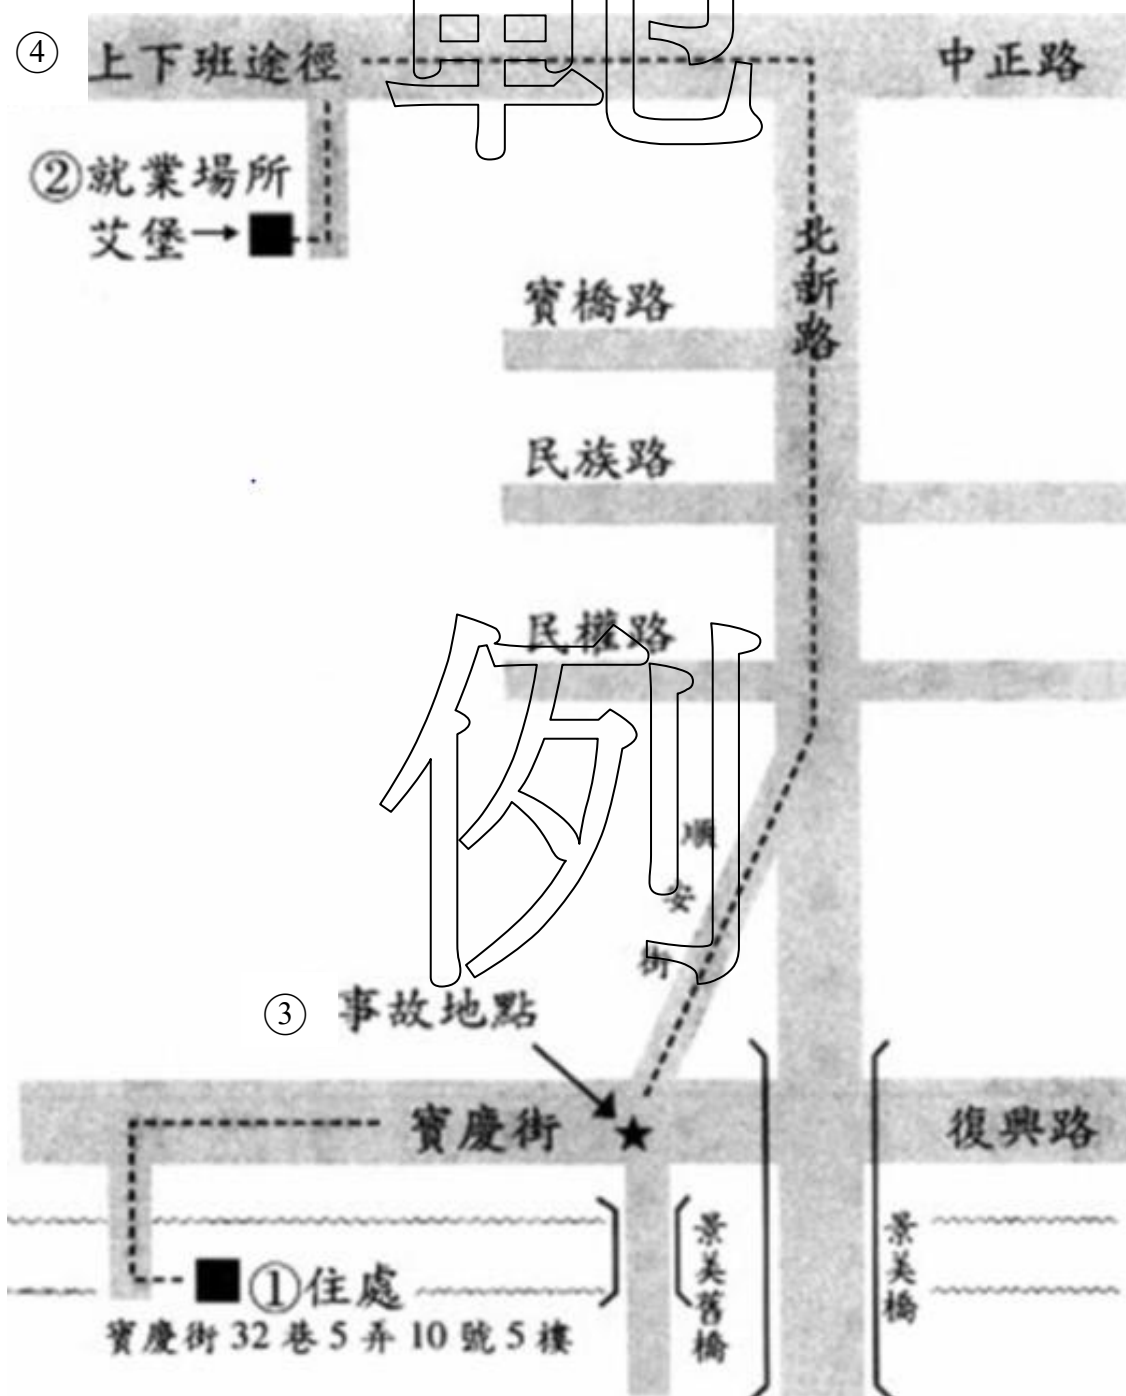 ④
上下班途徑
中正路
②就業場所
艾堡
北新路
寶橋路
民族路
民權路
例
順安街
③
事故地點
寶慶街
復興路
景美舊橋
景美橋
①住處
寶慶街32巷5弄10號5樓